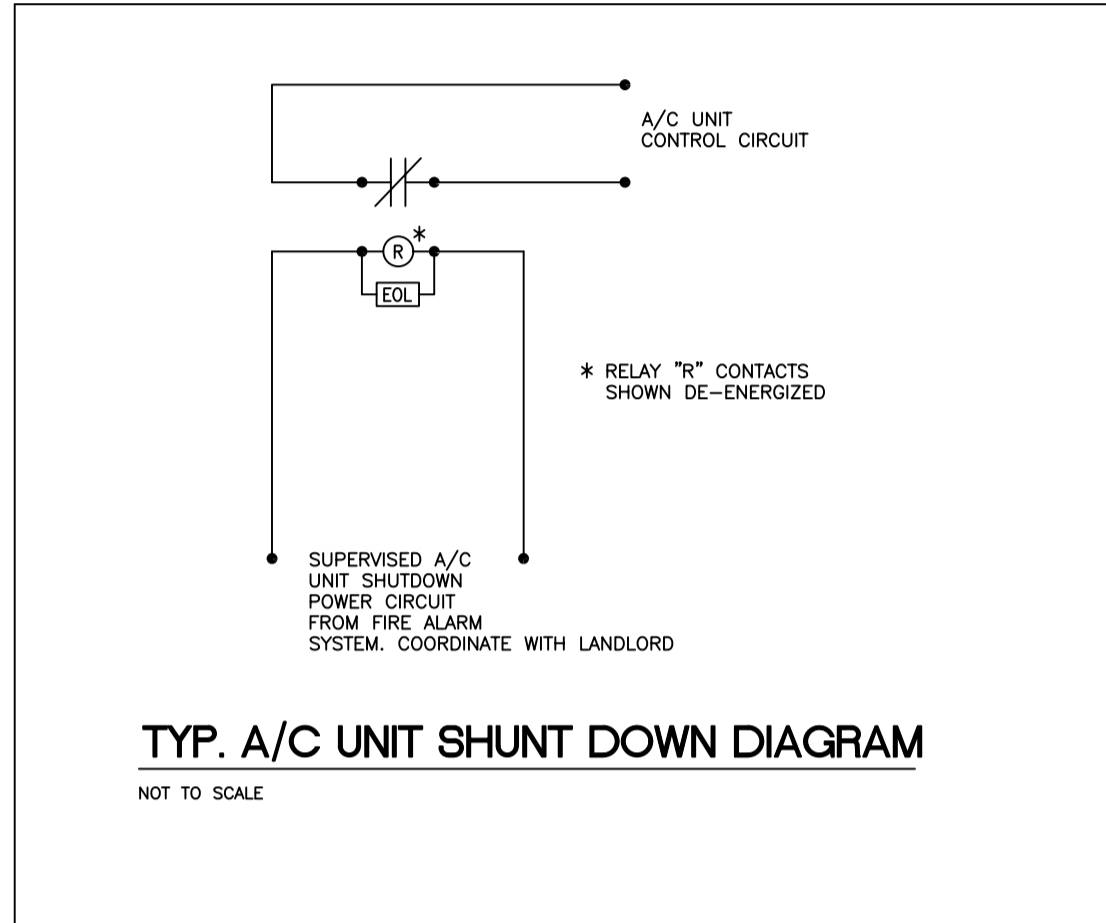 A/C UNIT
CONTROL CIRCUIT
*
R
EOL
* RELAY "R" CONTACTS
SHOWN DE-ENERGIZED
SUPERVISED A/C
UNIT SHUTDOWN
POWER CIRCUIT
FROM FIRE ALARM
SYSTEM. COORDINATE WITH LANDLORD
TYP. A/C UNIT SHUNT DOWN DIAGRAM
NOT TO SCALE